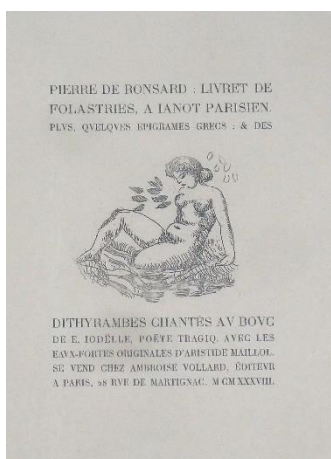 PIERRE DE RONSARD : LIVRET DE
FOLASTRIES, A IANOT PARISIEN.
PLVS, QVELQVES EPIGRAMES GRECS : & DES
DITHYRAMBES CHANTÉS AV BOVC
DE E. IODËLLE, POËTE TRAGIQ. AVEC LES
EAVX-FORTES ORIGINALES D'ARISTIDE MAILLOL.
SE VEND CHEZ AMBROISE VOLLARD, ÉDITEVR
A PARIS, 28 RVE DE MARTIGNAC. M CM XXXVIII.